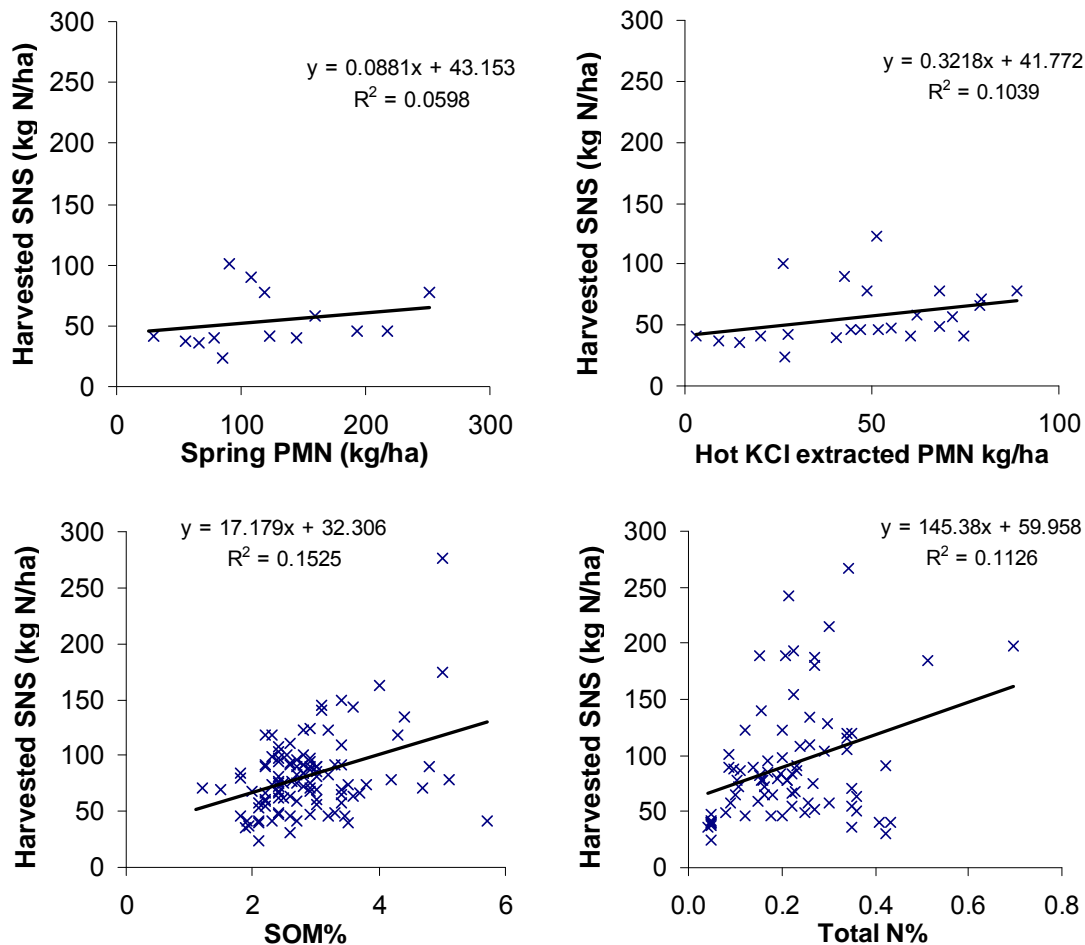 300
250
200
150
100
50
0
Harvested SNS (kg N/ha)
y = 0.0881x + 43.153
R² = 0.0598
0 100 200 300
Spring PMN (kg/ha)
300
250
200
150
100
50
0
Harvested SNS (kg N/ha)
y = 0.3218x + 41.772
R² = 0.1039
0 50 100
Hot KCl extracted PMN kg/ha
300
250
200
150
100
50
0
Harvested SNS (kg N/ha)
y = 17.179x + 32.306
R² = 0.1525
0 2 4 6
SOM%
300
250
200
150
100
50
0
Harvested SNS (kg N/ha)
y = 145.38x + 59.958
R² = 0.1126
0.0 0.2 0.4 0.6 0.8
Total N%